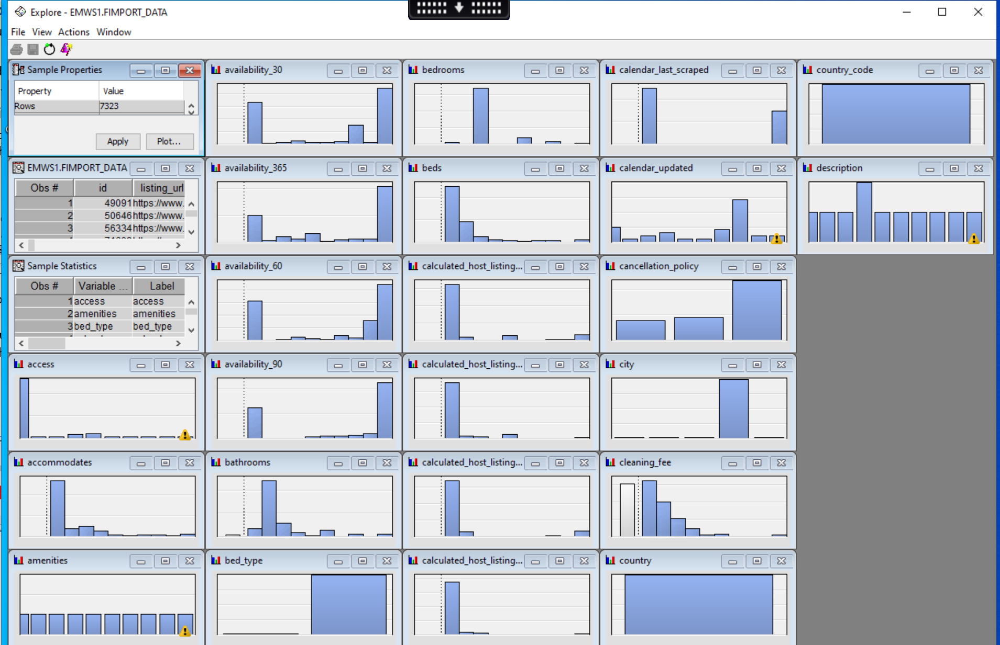 Explore - EMWS1.FIMPORT_DATA
File View Actions Window
Sample Properties
Property Value
Rows 7323
Apply Plot...
availability_30
bedrooms
calendar_last_scraped
country_code
EMWS1.FIMPORT_DATA
Obs # id listing_url
1 49091 https://www.
2 50646 https://www.
3 56334 https://www.
availability_365
beds
calendar_updated
description
Sample Statistics
Obs # Variable ... Label
1 access access
2 amenities amenities
3 bed_type bed_type
availability_60
calculated_host_listing...
cancellation_policy
access
availability_90
calculated_host_listing...
city
accommodates
bathrooms
calculated_host_listing...
cleaning_fee
amenities
bed_type
calculated_host_listing...
country